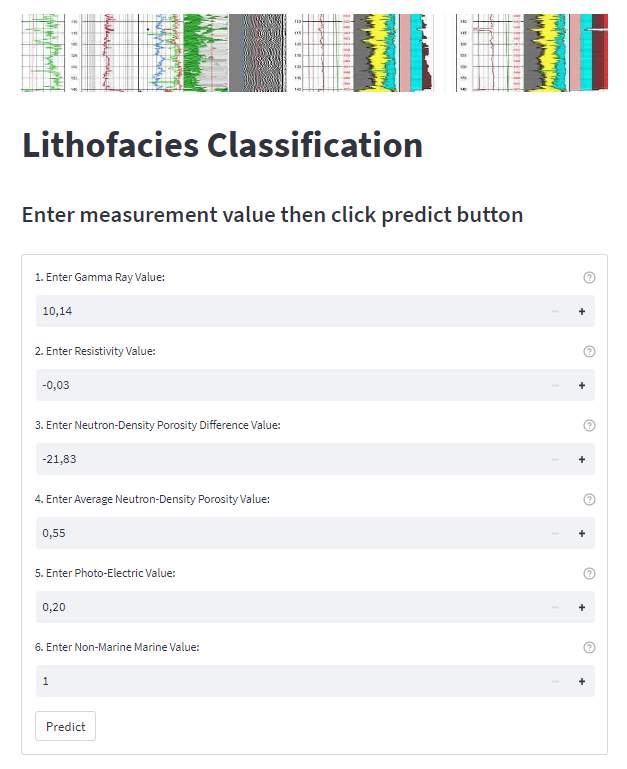 Lithofacies Classification
Enter measurement value then click predict button
1. Enter Gamma Ray Value:
10,14
2. Enter Resistivity Value:
-0,03
3. Enter Neutron-Density Porosity Difference Value:
-21,83
4. Enter Average Neutron-Density Porosity Value:
0,55
5. Enter Photo-Electric Value:
0,20
6. Enter Non-Marine Marine Value:
1
Predict